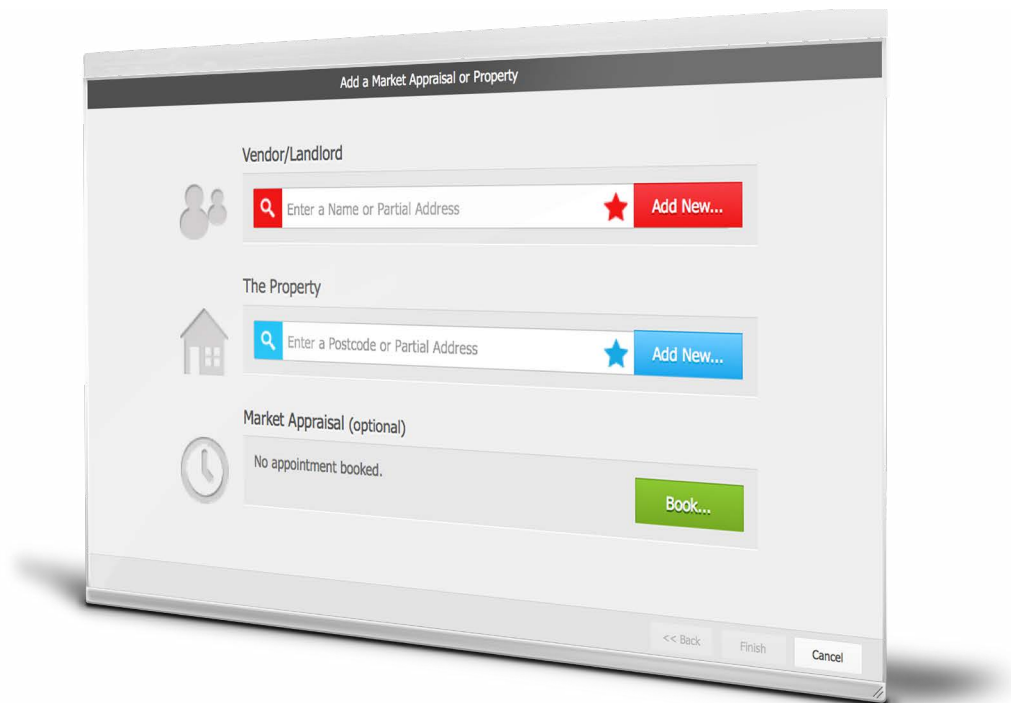 Add a Market Appraisal or Property
Vendor/Landlord
Enter a Name or Partial Address
Add New...
The Property
Enter a Postcode or Partial Address
Add New...
Market Appraisal (optional)
No appointment booked.
Book...
<< Back
Finish
Cancel